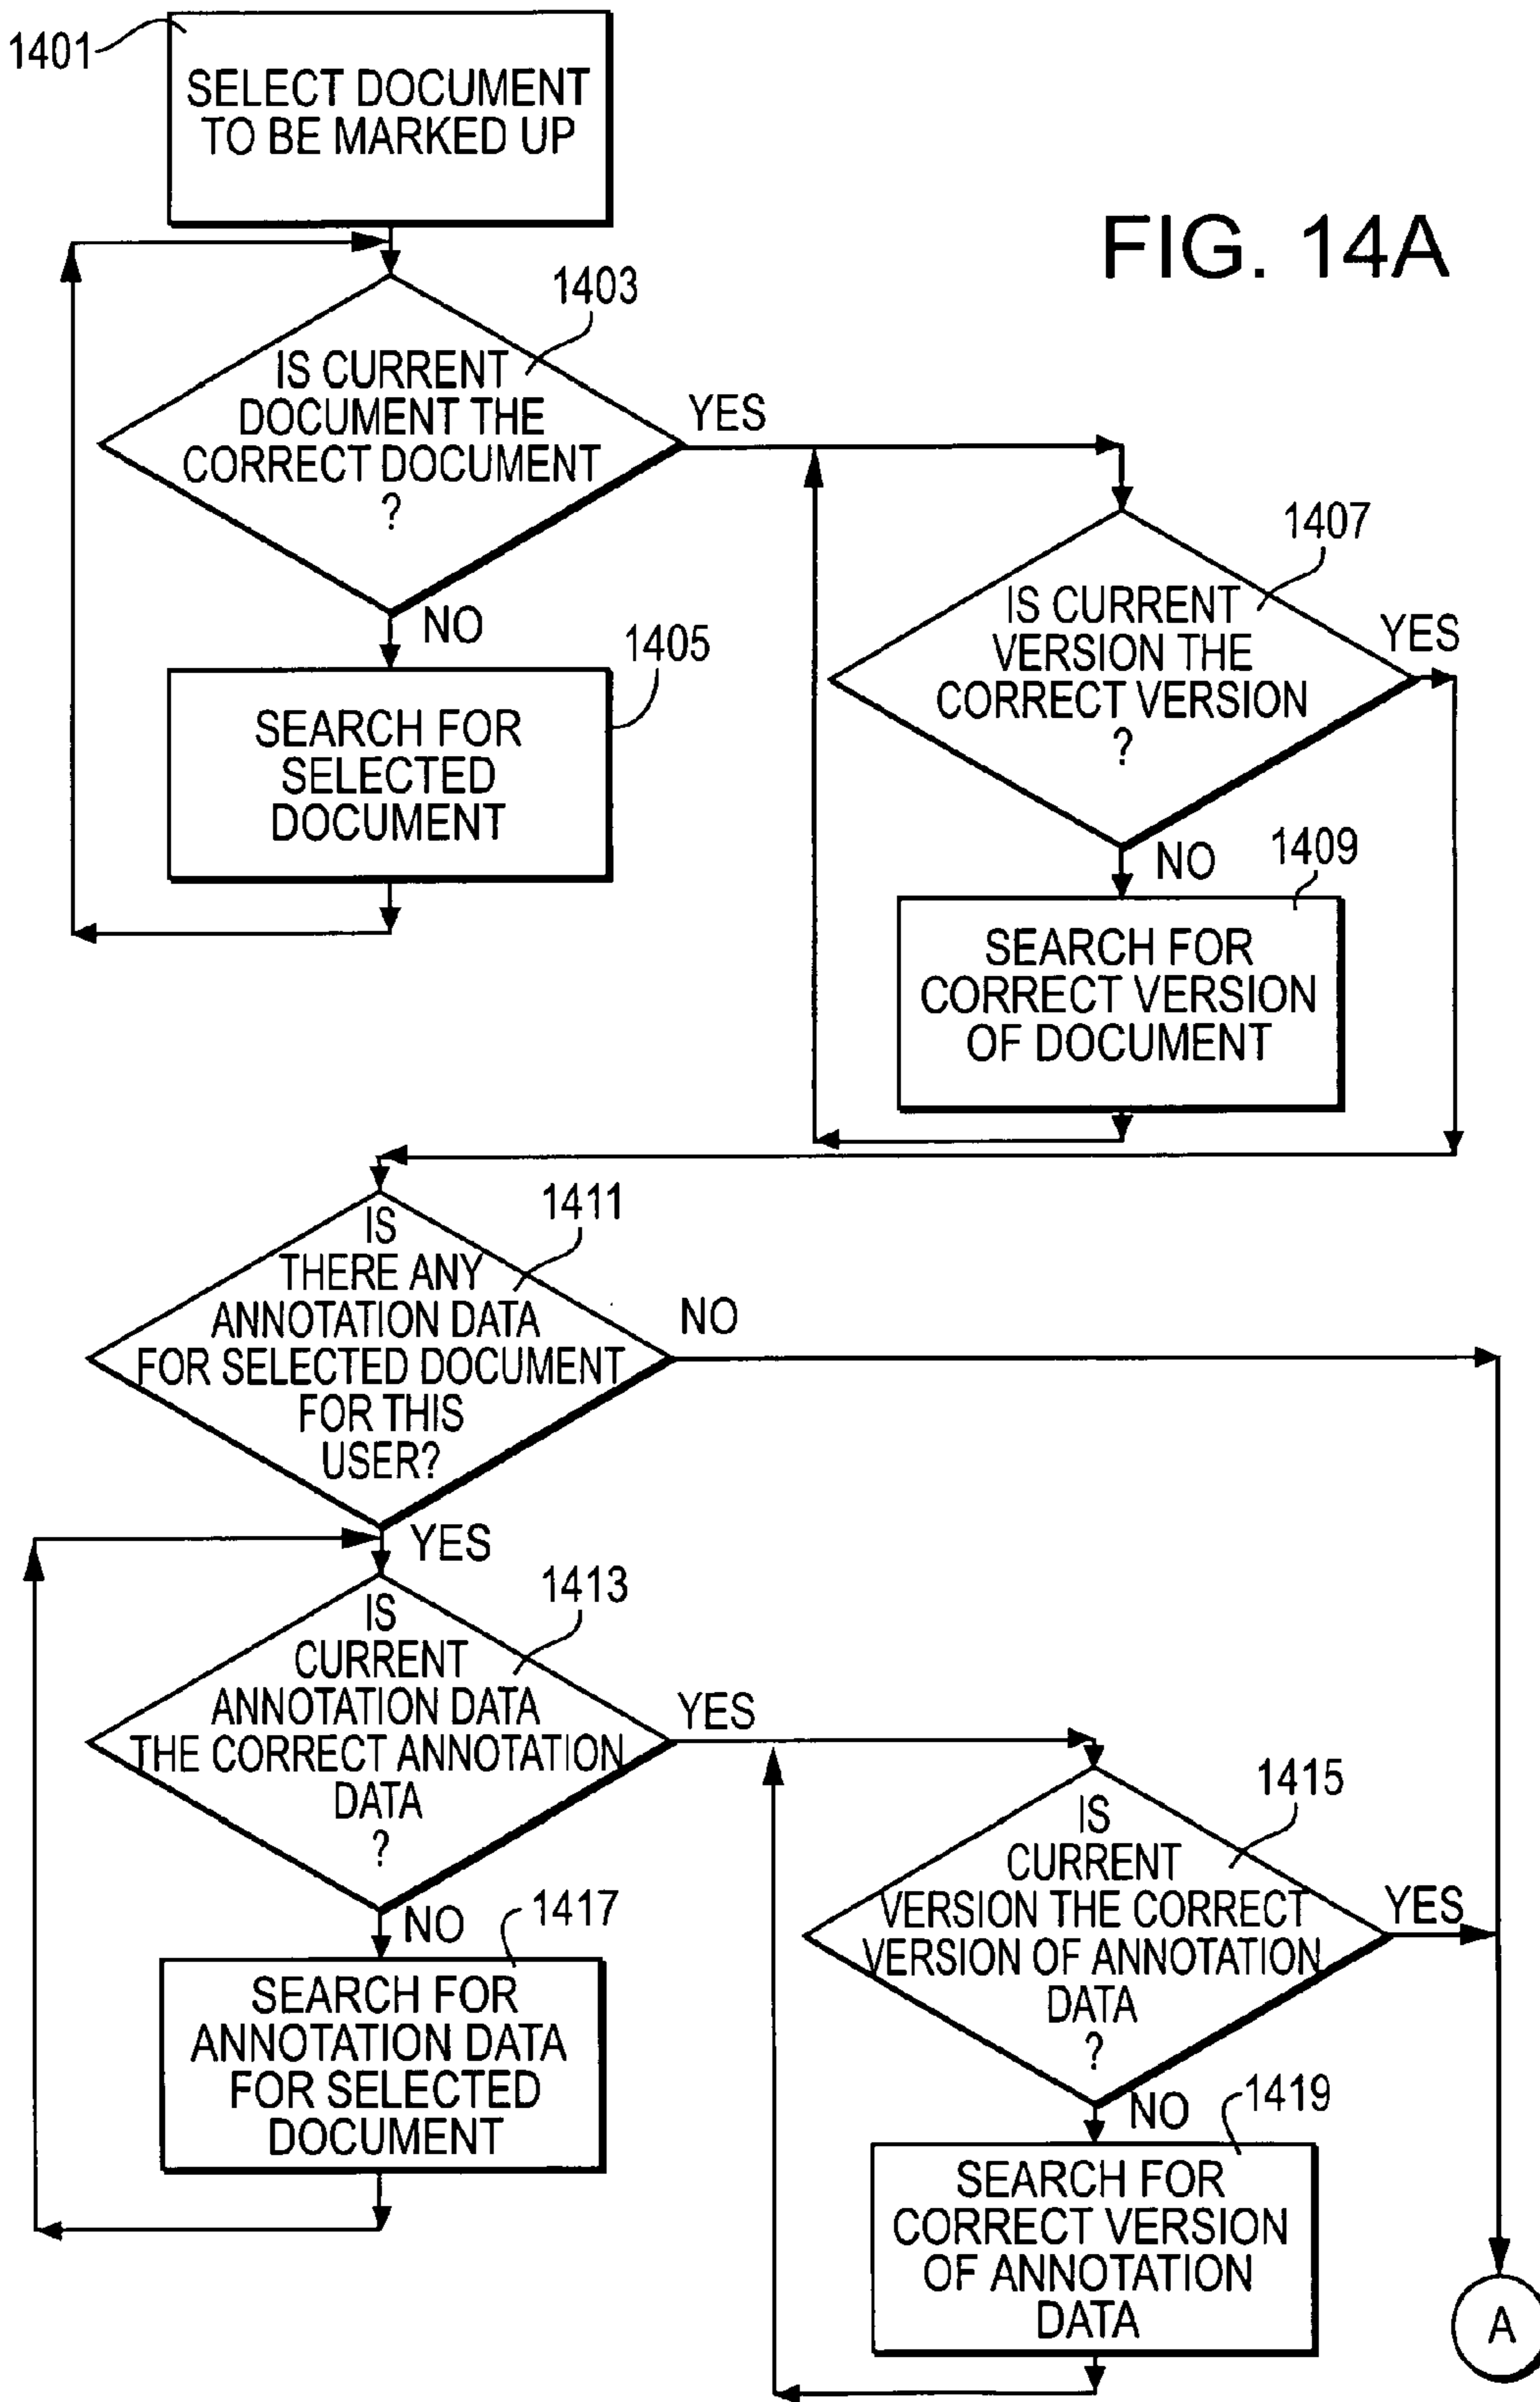 1401
SELECT DOCUMENT
TO BE MARKED UP
FIG. 14A
1403
IS CURRENT
DOCUMENT THE
CORRECT DOCUMENT
?
YES
NO
1405
SEARCH FOR
SELECTED
DOCUMENT
1407
IS CURRENT
VERSION THE
CORRECT VERSION
?
YES
NO
1409
SEARCH FOR
CORRECT VERSION
OF DOCUMENT
1411
IS
THERE ANY
ANNOTATION DATA
FOR SELECTED DOCUMENT
FOR THIS
USER?
NO
YES
1413
IS
CURRENT
ANNOTATION DATA
THE CORRECT ANNOTATION
DATA
?
YES
NO
1417
SEARCH FOR
ANNOTATION DATA
FOR SELECTED
DOCUMENT
1415
IS
CURRENT
VERSION THE CORRECT
VERSION OF ANNOTATION
DATA
?
YES
NO
1419
SEARCH FOR
CORRECT VERSION
OF ANNOTATION
DATA
A